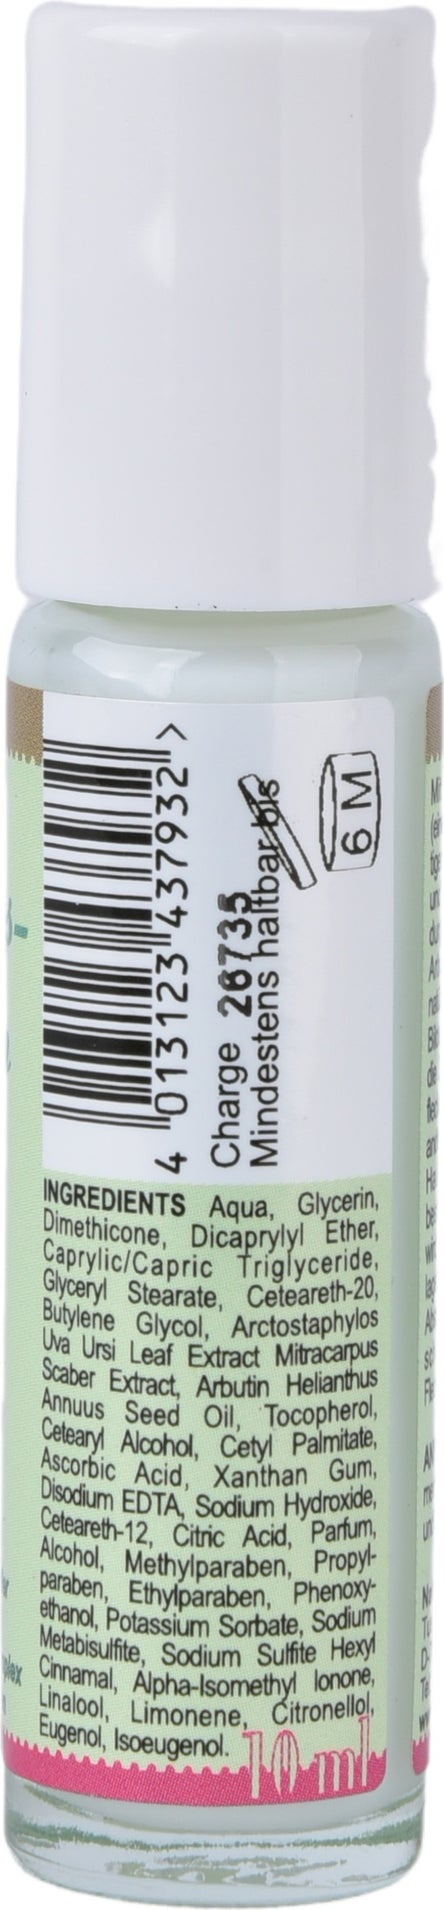 4 013123 437932 >
Charge 26735
Mindestens haltbar bis
6 M
INGREDIENTS Aqua, Glycerin,
Dimethicone, Dicaprylyl Ether,
Caprylic/Capric Triglyceride,
Glyceryl Stearate, Ceteareth-20,
Butylene Glycol, Arctostaphylos
Uva Ursi Leaf Extract Mitracarpus
Scaber Extract, Arbutin Helianthus
Annuus Seed Oil, Tocopherol,
Cetearyl Alcohol, Cetyl Palmitate,
Ascorbic Acid, Xanthan Gum,
Disodium EDTA, Sodium Hydroxide,
Ceteareth-12, Citric Acid, Parfum,
Alcohol, Methylparaben, Propyl-
paraben, Ethylparaben, Phenoxy-
ethanol, Potassium Sorbate, Sodium
Metabisulfite, Sodium Sulfite Hexyl
Cinnamal, Alpha-Isomethyl Ionone,
Linalool, Limonene, Citronellol,
Eugenol, Isoeugenol.
10 ml